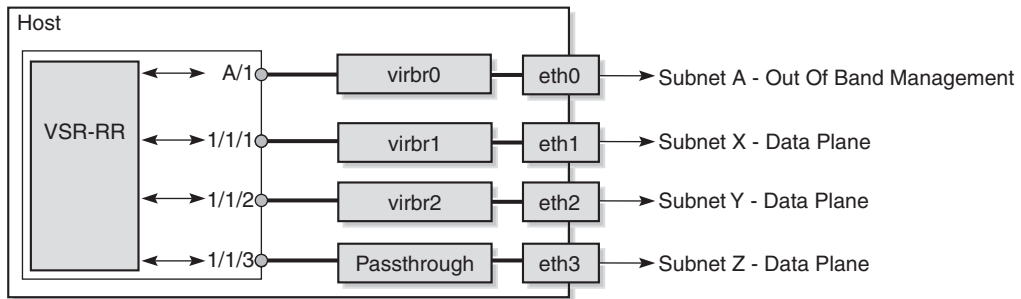 Host
VSR-RR
A/1 virbr0 eth0 Subnet A - Out Of Band Management
1/1/1 virbr1 eth1 Subnet X - Data Plane
1/1/2 virbr2 eth2 Subnet Y - Data Plane
1/1/3 Passthrough eth3 Subnet Z - Data Plane